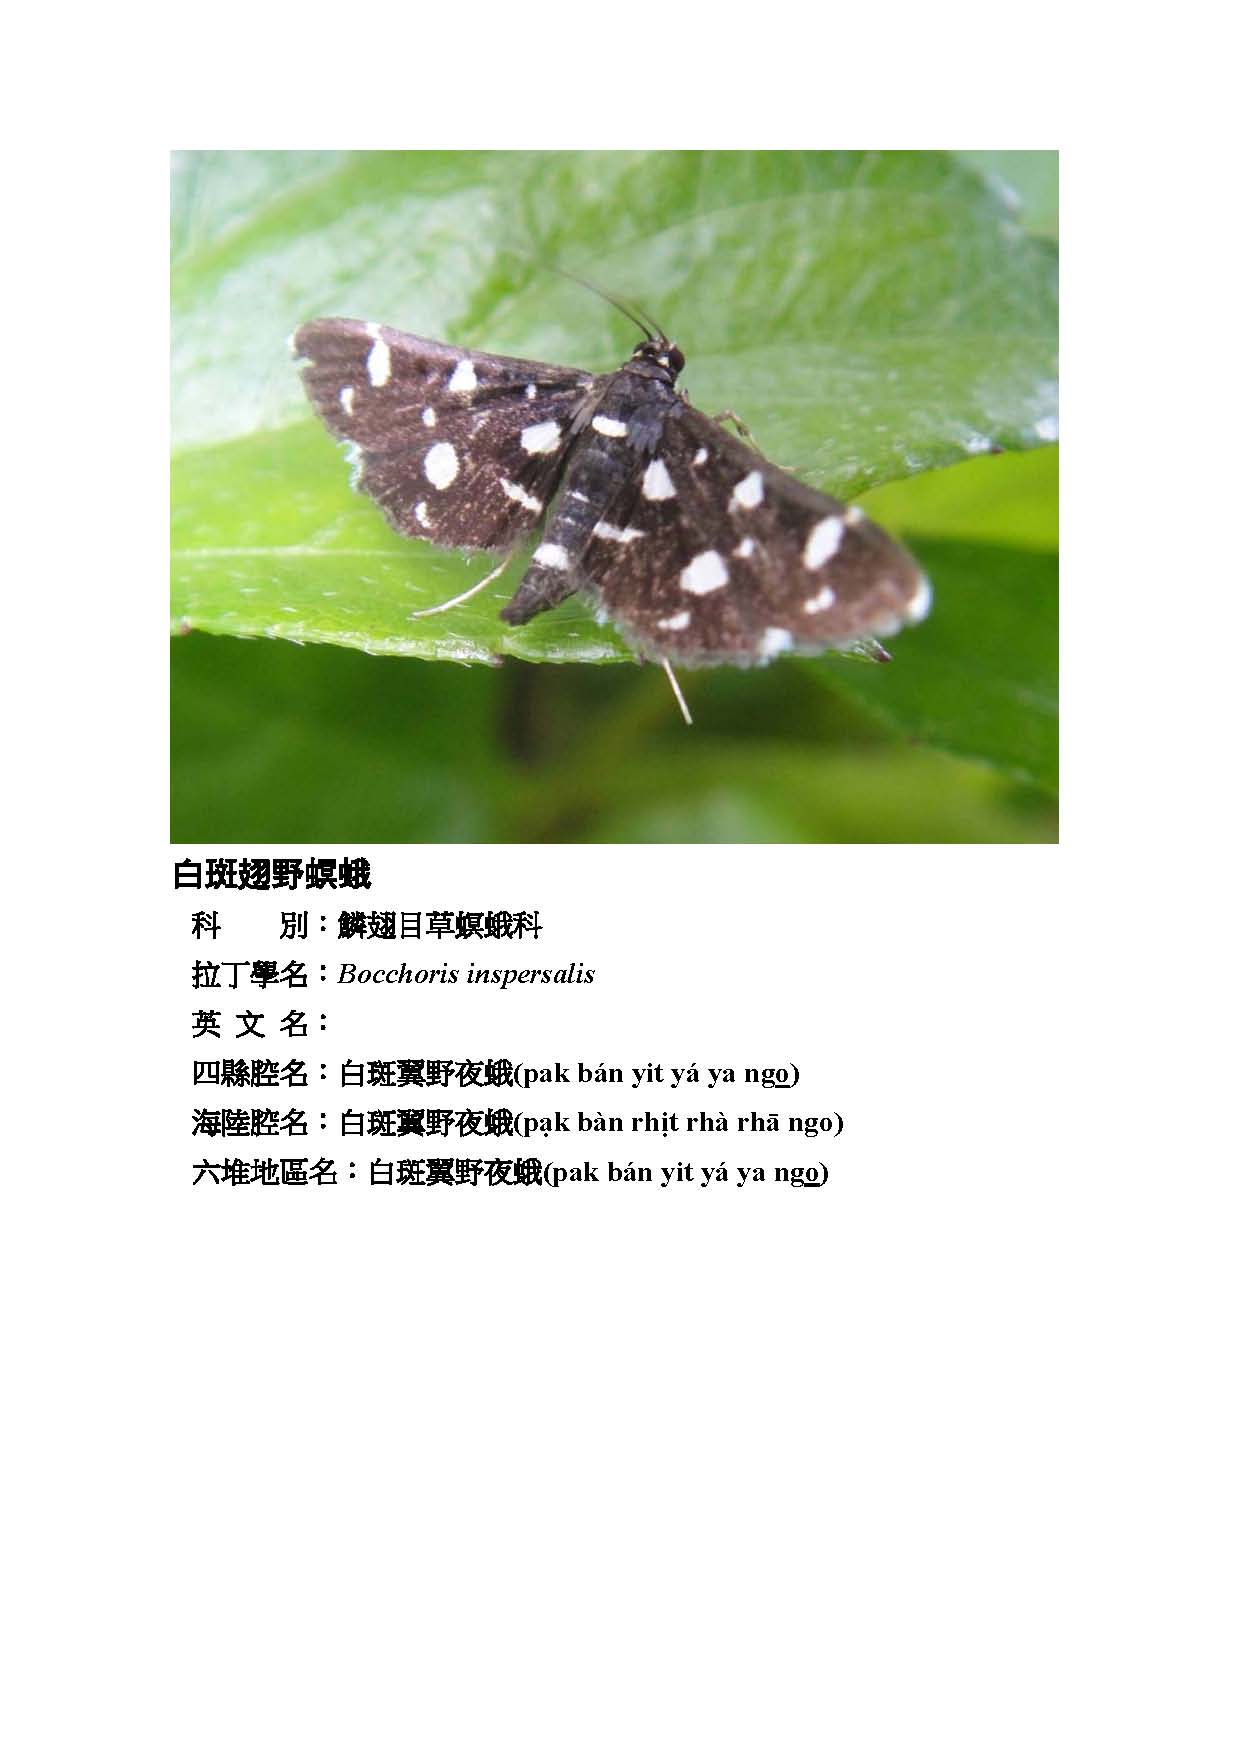 白斑翅野螟蛾
科　　別：鱗翅目草螟蛾科
拉丁學名：Bocchoris inspersalis
英 文 名：
四縣腔名：白斑翼野夜蛾(pak bán yit yá ya ngo)
海陸腔名：白斑翼野夜蛾(pạk bàn rhịt rhà rhā ngo)
六堆地區名：白斑翼野夜蛾(pak bán yit yá ya ngo)